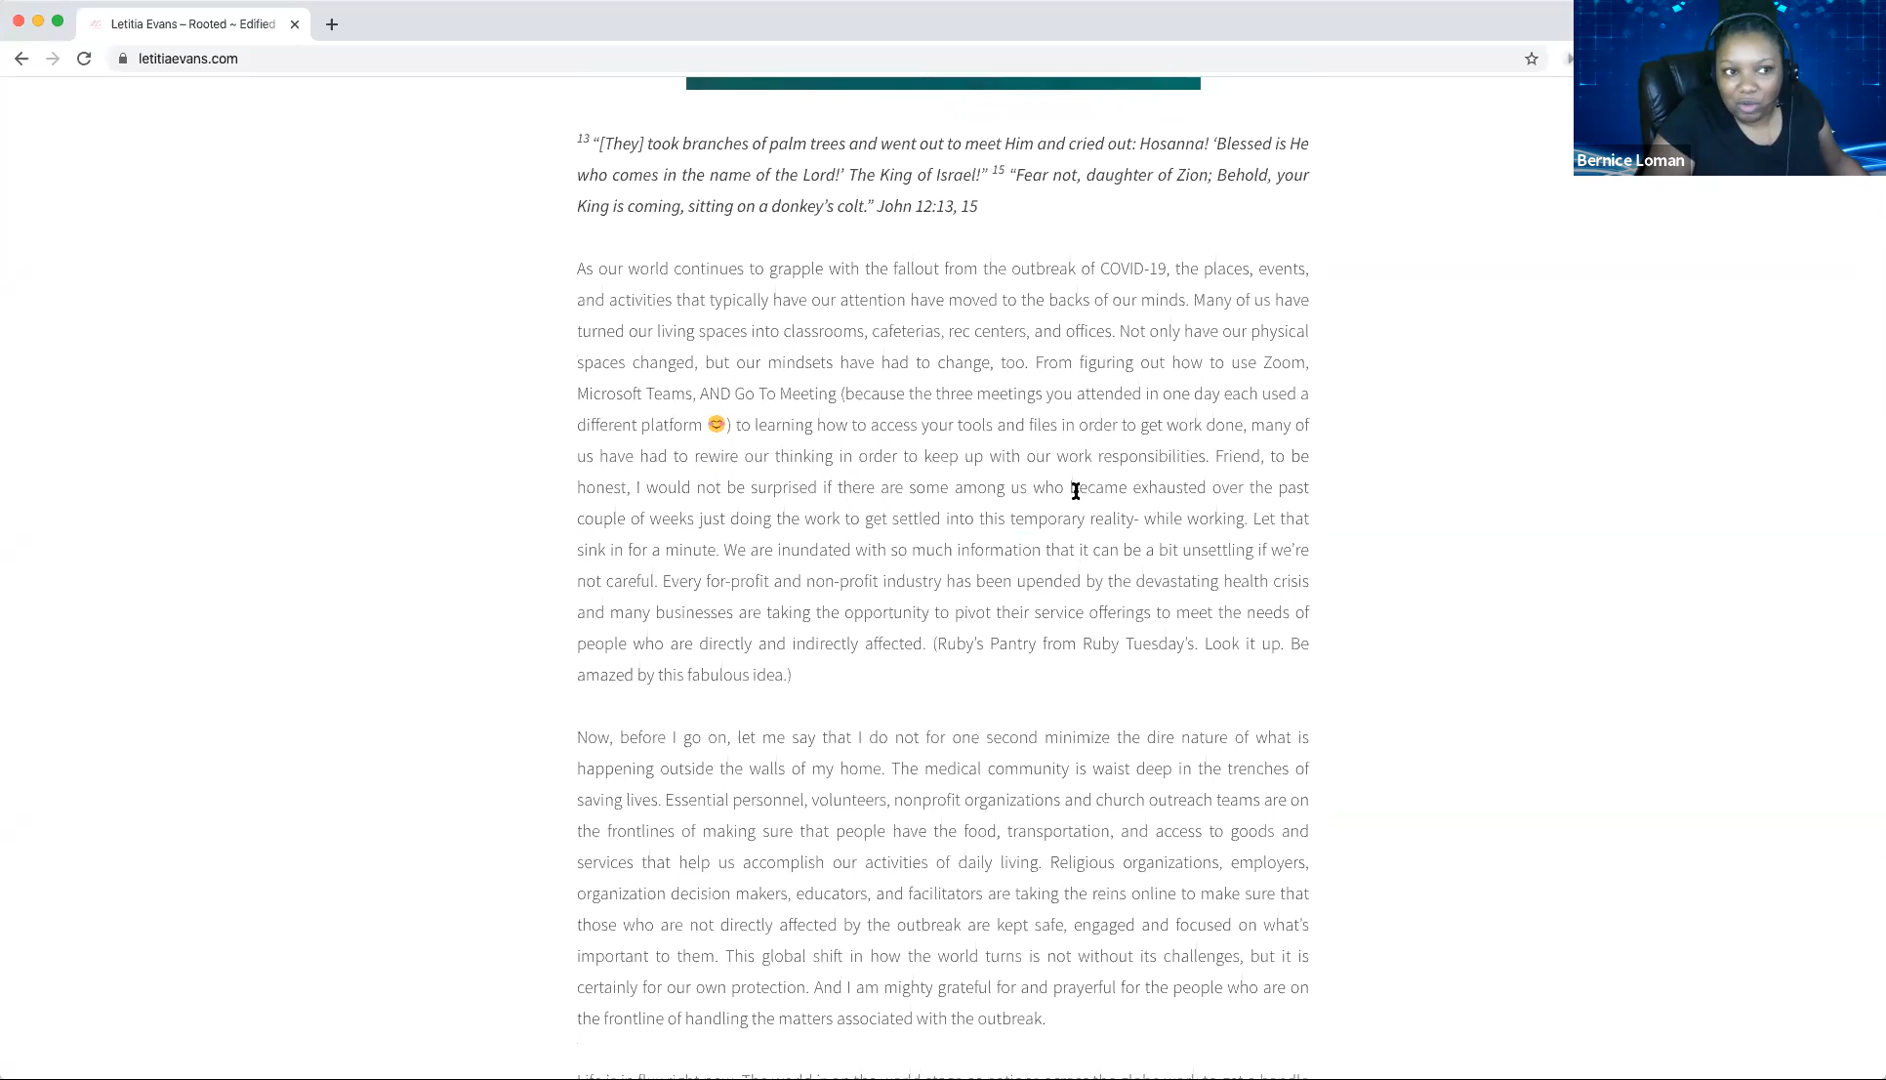 Letitia Evans – Rooted ~ Edified
letitiaevans.com
Bernice Loman
13 “[They] took branches of palm trees and went out to meet Him and cried out: Hosanna! ‘Blessed is He
who comes in the name of the Lord!’ The King of Israel!” 15 “Fear not, daughter of Zion; Behold, your
King is coming, sitting on a donkey’s colt.” John 12:13, 15
As our world continues to grapple with the fallout from the outbreak of COVID-19, the places, events,
and activities that typically have our attention have moved to the backs of our minds. Many of us have
turned our living spaces into classrooms, cafeterias, rec centers, and offices. Not only have our physical
spaces changed, but our mindsets have had to change, too. From figuring out how to use Zoom,
Microsoft Teams, AND Go To Meeting (because the three meetings you attended in one day each used a
different platform 😊) to learning how to access your tools and files in order to get work done, many of
us have had to rewire our thinking in order to keep up with our work responsibilities. Friend, to be
honest, I would not be surprised if there are some among us who became exhausted over the past
couple of weeks just doing the work to get settled into this temporary reality- while working. Let that
sink in for a minute. We are inundated with so much information that it can be a bit unsettling if we’re
not careful. Every for-profit and non-profit industry has been upended by the devastating health crisis
and many businesses are taking the opportunity to pivot their service offerings to meet the needs of
people who are directly and indirectly affected. (Ruby’s Pantry from Ruby Tuesday’s. Look it up. Be
amazed by this fabulous idea.)
Now, before I go on, let me say that I do not for one second minimize the dire nature of what is
happening outside the walls of my home. The medical community is waist deep in the trenches of
saving lives. Essential personnel, volunteers, nonprofit organizations and church outreach teams are on
the frontlines of making sure that people have the food, transportation, and access to goods and
services that help us accomplish our activities of daily living. Religious organizations, employers,
organization decision makers, educators, and facilitators are taking the reins online to make sure that
those who are not directly affected by the outbreak are kept safe, engaged and focused on what’s
important to them. This global shift in how the world turns is not without its challenges, but it is
certainly for our own protection. And I am mighty grateful for and prayerful for the people who are on
the frontline of handling the matters associated with the outbreak.